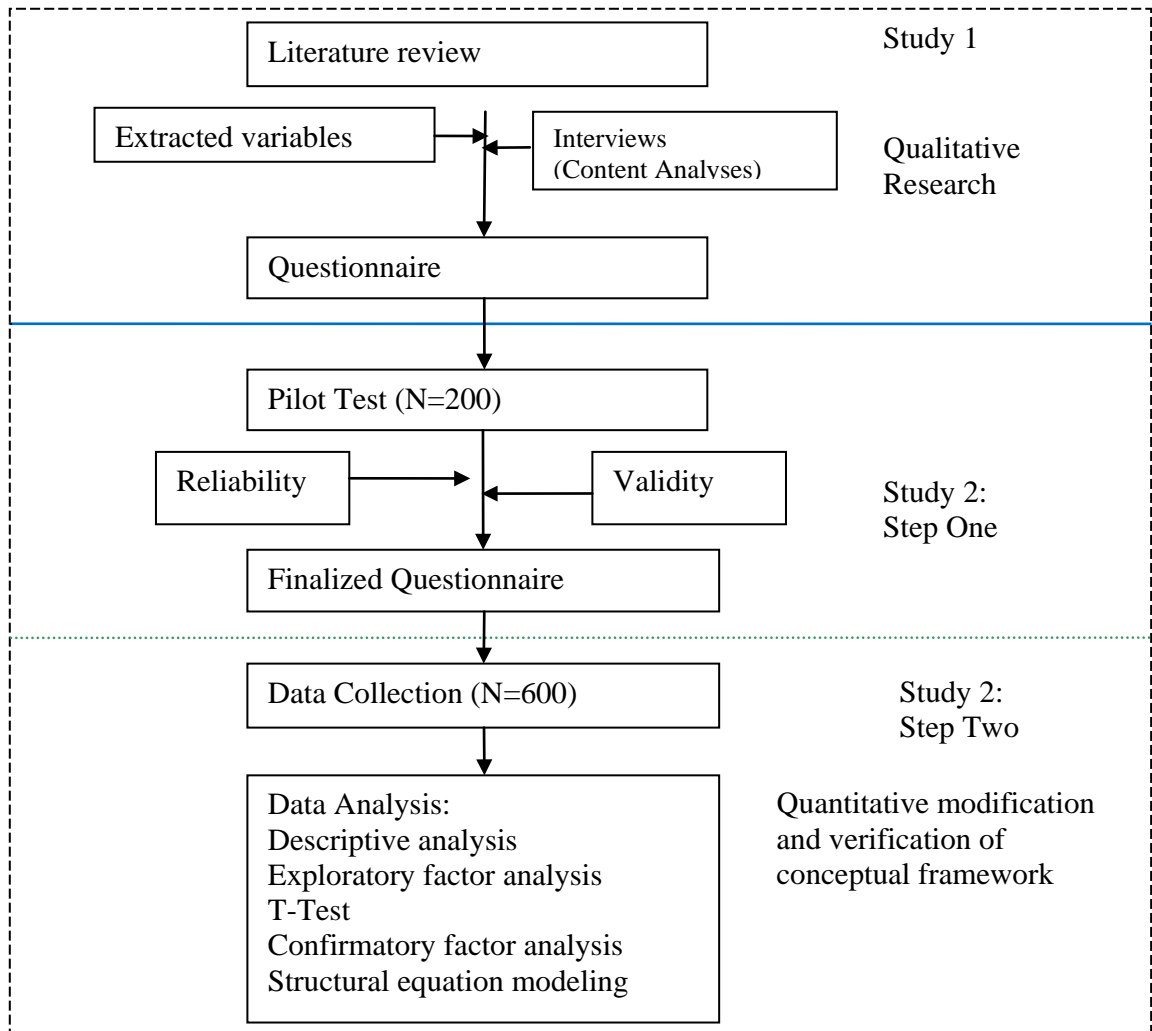 Literature review
Study 1
Extracted variables
Interviews
(Content Analyses)
Qualitative
Research
Questionnaire
Pilot Test (N=200)
Reliability
Validity
Study 2:
Step One
Finalized Questionnaire
Data Collection (N=600)
Study 2:
Step Two
Data Analysis:
Descriptive analysis
Exploratory factor analysis
T-Test
Confirmatory factor analysis
Structural equation modeling
Quantitative modification
and verification of
conceptual framework